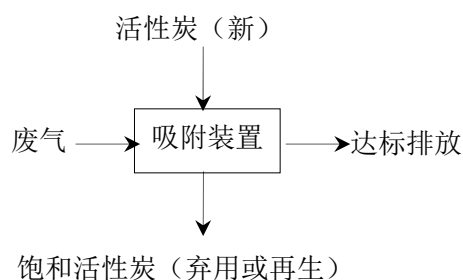 活性炭（新）
废气
吸附装置
达标排放
饱和活性炭（弃用或再生）